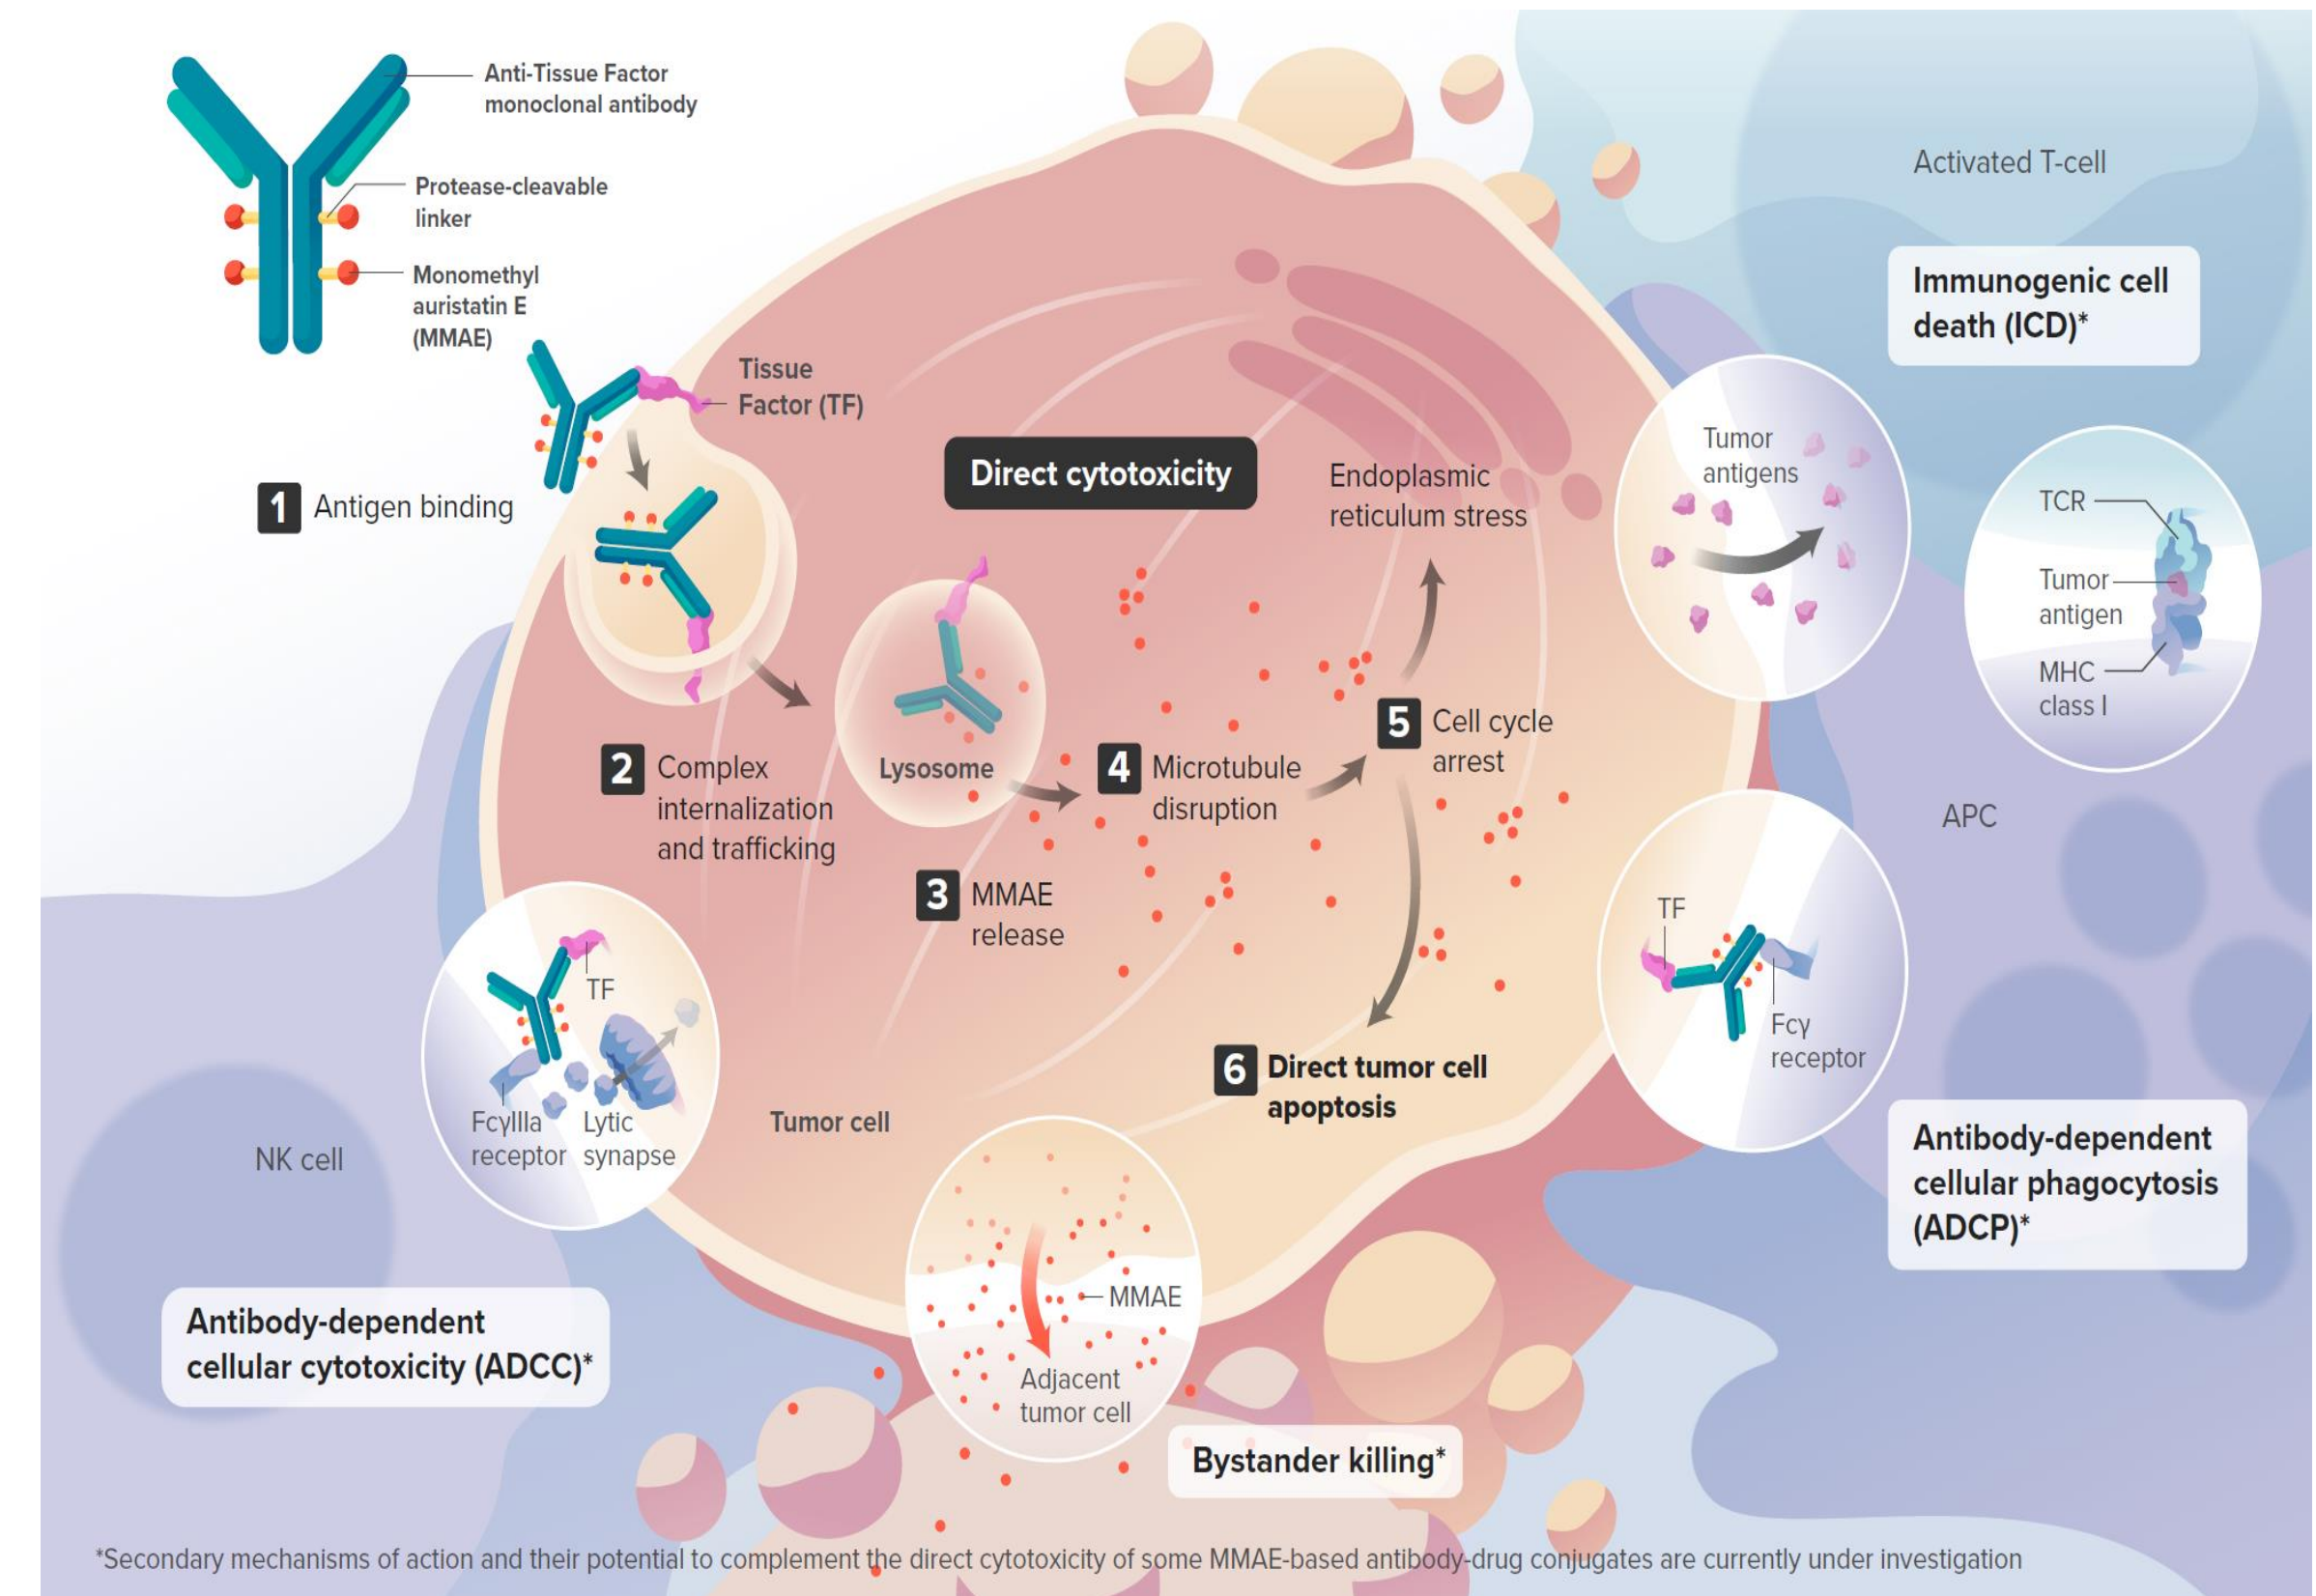 Anti-Tissue Factor
monoclonal antibody
Protease-cleavable
linker
Monomethyl
auristatin E
(MMAE)
Tissue
Factor (TF)
1 Antigen binding
Direct cytotoxicity
Endoplasmic
reticulum stress
Activated T-cell
Immunogenic cell
death (ICD)*
Tumor
antigens
TCR
Tumor
antigen
MHC
class I
2 Complex
internalization
and trafficking
Lysosome
3 MMAE
release
4 Microtubule
disruption
5 Cell cycle
arrest
6 Direct tumor cell
apoptosis
APC
TF
Fcγ
receptor
Antibody-dependent
cellular phagocytosis
(ADCP)*
TF
FcγIIIa
receptor
Lytic
synapse
NK cell
Tumor cell
Antibody-dependent
cellular cytotoxicity (ADCC)*
MMAE
Adjacent
tumor cell
Bystander killing*
*Secondary mechanisms of action and their potential to complement the direct cytotoxicity of some MMAE-based antibody-drug conjugates are currently under investigation